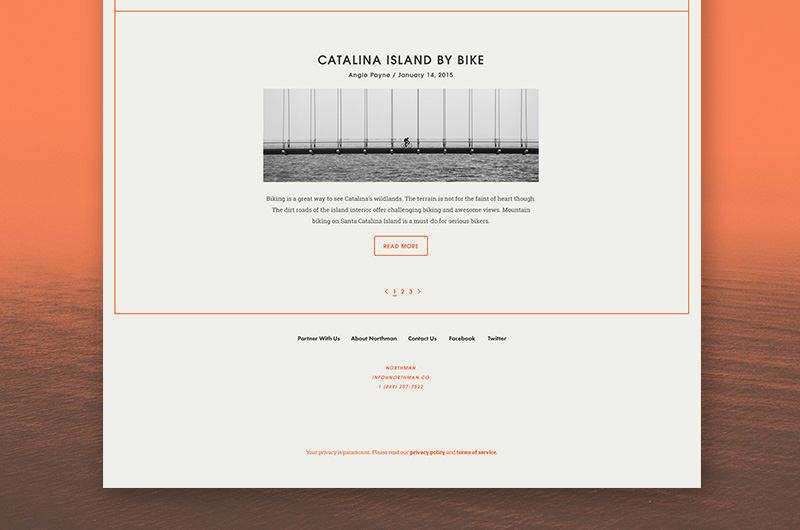 CATALINA ISLAND BY BIKE
Angie Payne / January 14, 2015
Biking is a great way to see Catalina's wildlands. The terrain is not for the faint of heart though.
The dirt roads of the island interior offer challenging biking and awesome views. Mountain
biking on Santa Catalina Island is a must-do for serious bikers.
READ MORE
< 1 2 3 >
Partner With Us About Northman Contact Us Facebook Twitter
NORTHMAN
INFO@NORTHMAN.CO
1 (844) 207-7522
Your privacy is paramount. Please read our privacy policy and terms of service.